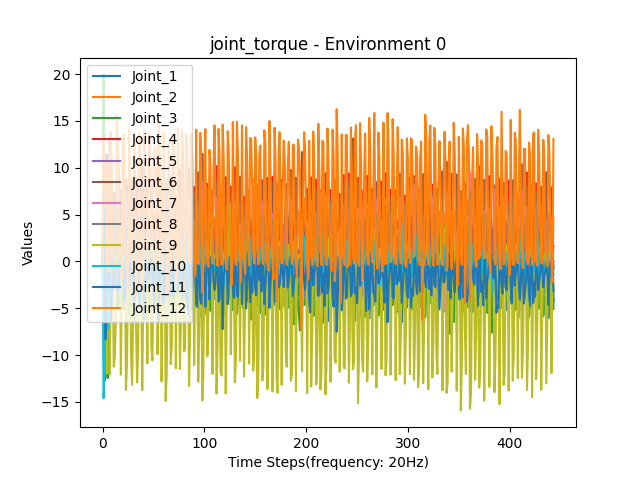 joint_torque - Environment 0
Values
20
15
10
5
0
−5
−10
−15
Joint_1
Joint_2
Joint_3
Joint_4
Joint_5
Joint_6
Joint_7
Joint_8
Joint_9
Joint_10
Joint_11
Joint_12
0 100 200 300 400
Time Steps(frequency: 20Hz)